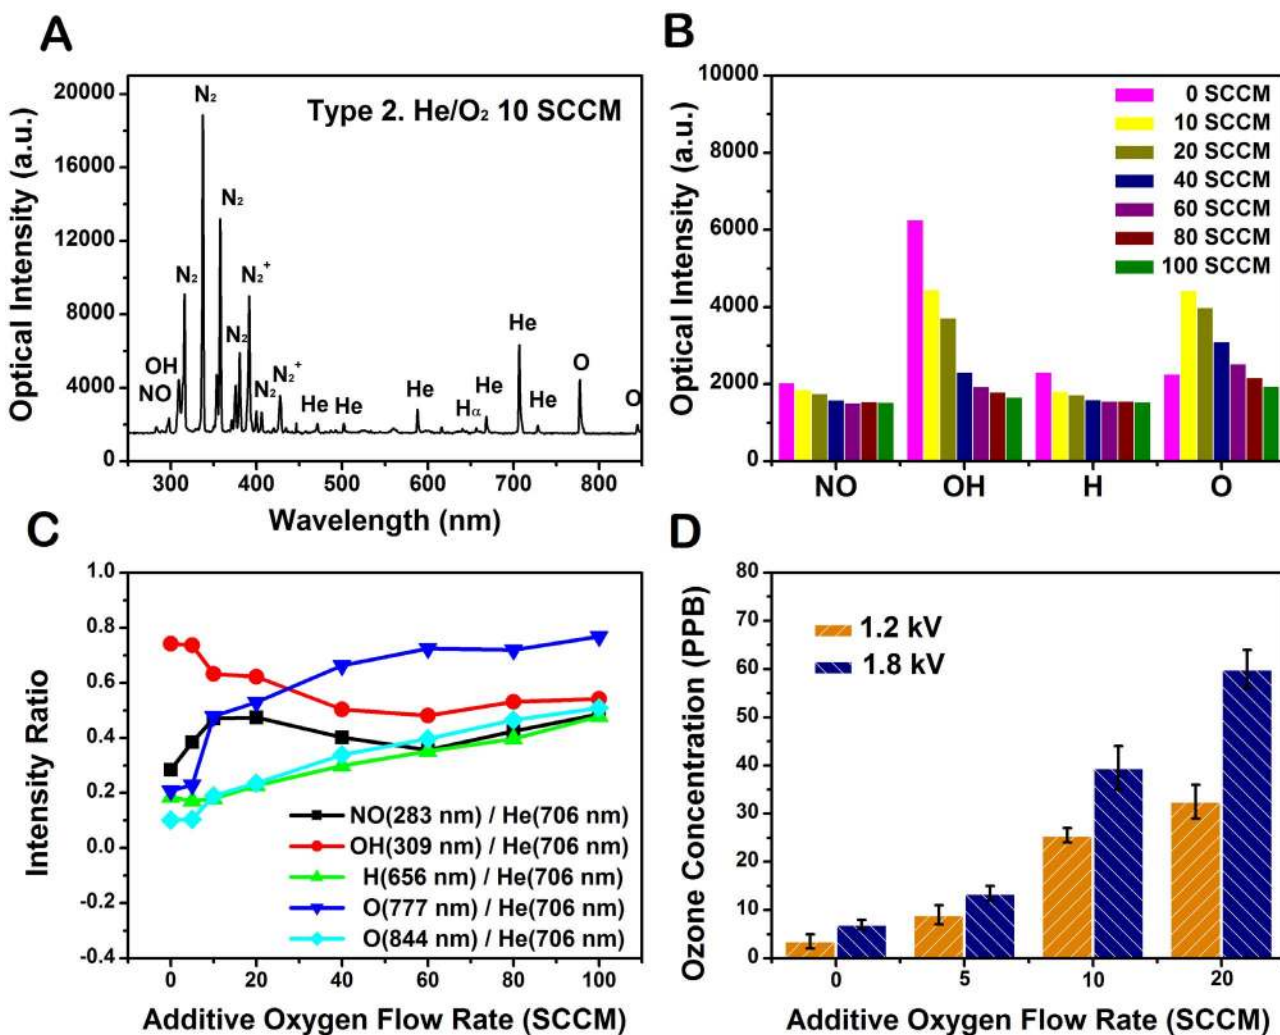 A
Optical Intensity (a.u.)
20000
16000
12000
8000
4000
0
Type 2. He/O₂ 10 SCCM
NO
OH
N₂
N₂
N₂
N₂
N₂⁺
N₂
N₂⁺
He
He
He
Hα
He
He
He
O
O
300
400
500
600
700
800
Wavelength (nm)
B
Optical Intensity (a.u.)
10000
8000
6000
4000
2000
0
0 SCCM
10 SCCM
20 SCCM
40 SCCM
60 SCCM
80 SCCM
100 SCCM
NO
OH
H
O
C
Intensity Ratio
1.0
0.8
0.6
0.4
0.2
0.0
-0.2
-0.4
NO(283 nm) / He(706 nm)
OH(309 nm) / He(706 nm)
H(656 nm) / He(706 nm)
O(777 nm) / He(706 nm)
O(844 nm) / He(706 nm)
0
20
40
60
80
100
Additive Oxygen Flow Rate (SCCM)
D
Ozone Concentration (PPB)
80
70
60
50
40
30
20
10
0
1.2 kV
1.8 kV
0
5
10
20
Additive Oxygen Flow Rate (SCCM)